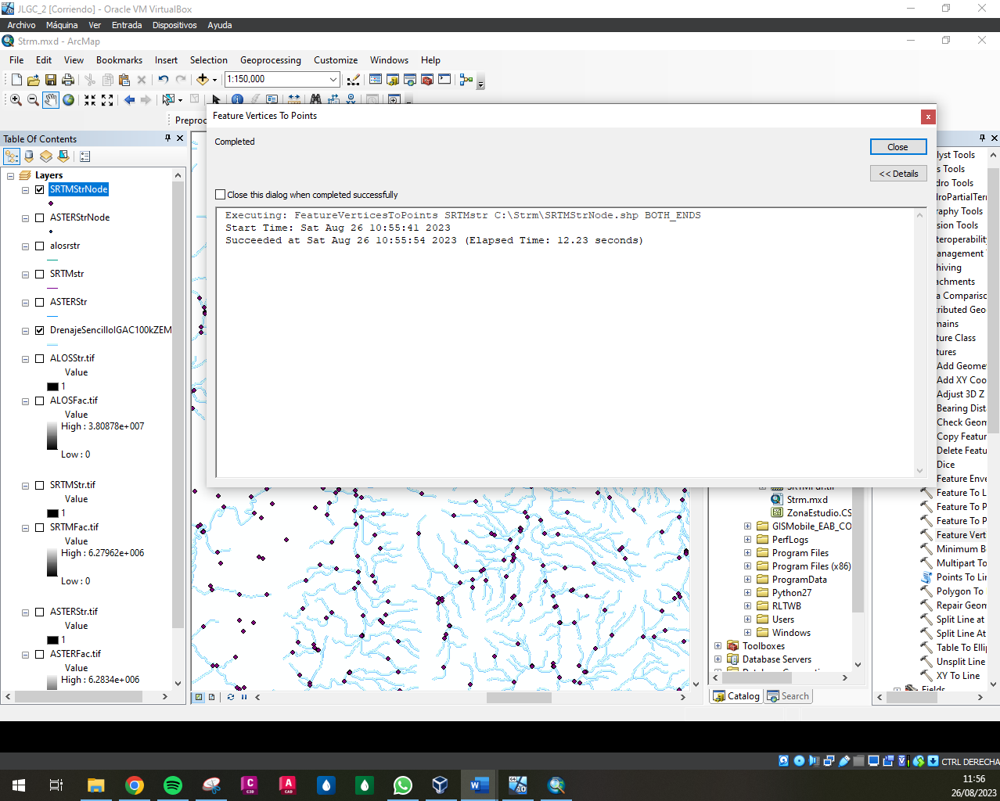 JLGC_2 [Corriendo] - Oracle VM VirtualBox
Archivo Máquina Ver Entrada Dispositivos Ayuda
Strm.mxd - ArcMap
File Edit View Bookmarks Insert Selection Geoprocessing Customize Windows Help
1:150,000
Preproc
Feature Vertices To Points
x
Completed
Close
<< Details
Close this dialog when completed successfully
Executing: FeatureVerticesToPoints SRTMstr C:\Strm\SRTMStrNode.shp BOTH_ENDS
Start Time: Sat Aug 26 10:55:41 2023
Succeeded at Sat Aug 26 10:55:54 2023 (Elapsed Time: 12.23 seconds)
Table Of Contents
Layers
SRTMStrNode
ASTERStrNode
alosrstr
SRTMstr
ASTERStr
DrenajeSencilloIGAC100kZEM
ALOSStr.tif
Value
1
ALOSFac.tif
Value
High : 3.80878e+007
Low : 0
SRTMStr.tif
Value
1
SRTMFac.tif
Value
High : 6.27962e+006
Low : 0
ASTERStr.tif
Value
1
ASTERFac.tif
Value
High : 6.2834e+006
Strm.mxd
ZonaEstudio.CS
GISMobile_EAB_CO
PerfLogs
Program Files
Program Files (x86)
ProgramData
Python27
RLTWB
Users
Windows
Toolboxes
Database Servers
Catalog Search
lyst Tools
s Tools
dro Tools
droPartialTerr
raphy Tools
sion Tools
teroperability
anagement
hiving
achments
a Comparisc
tributed Geo
mains
ture Class
tures
Add Geome
Add XY Coo
Adjust 3D Z
Bearing Dist
Check Geom
Copy Featur
Delete Featu
Dice
Feature Enve
Feature To L
Feature To P
Feature To P
Feature Vert
Minimum B
Multipart To
Points To Lin
Polygon To
Repair Geom
Split Line at
Split Line At
Table To Elli
Unsplit Line
XY To Line
Fields
CTRL DERECHA
11:56
26/08/2023